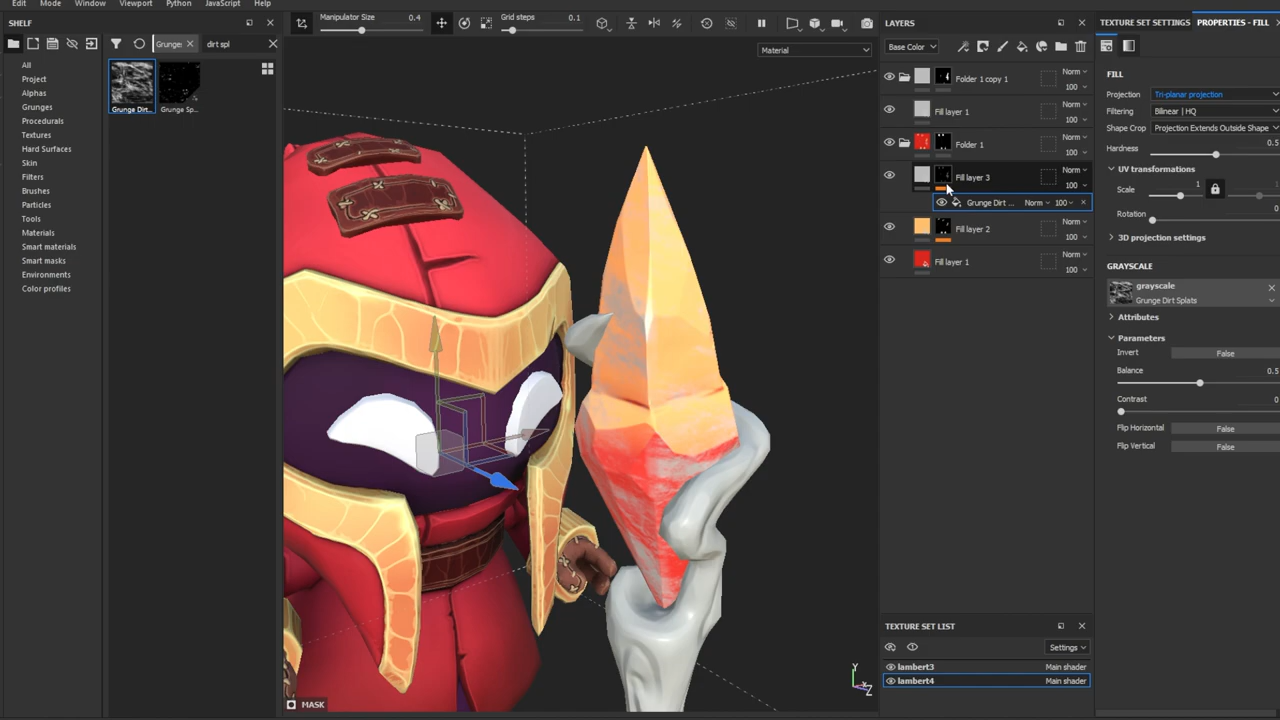 Edit Mode Window Viewport Python JavaScript Help
SHELF
Grunge dirt spl
All
Project
Alphas
Grunges
Procedurals
Textures
Hard Surfaces
Skin
Filters
Brushes
Particles
Tools
Materials
Smart materials
Smart masks
Environments
Color profiles
Grunge Dirt... Grunge Sp...
Manipulator Size 0.4
Grid steps 0.1
Material
MASK
Y
Z
LAYERS
Base Color
Folder 1 copy 1 Norm 100
Fill layer 1 Norm 100
Folder 1 Norm 100
Fill layer 3 Norm 100
Grunge Dirt ... Norm 100
Fill layer 2 Norm 100
Fill layer 1 Norm 100
TEXTURE SET LIST
Settings
lambert3 Main shader
lambert4 Main shader
TEXTURE SET SETTINGS PROPERTIES - FILL
FILL
Projection Tri-planar projection
Filtering Bilinear | HQ
Shape Crop Projection Extends Outside Shape
Hardness 0.5
UV transformations
Scale 1
Rotation 0
3D projection settings
GRAYSCALE
grayscale
Grunge Dirt Splats
Attributes
Parameters
Invert False
Balance 0.5
Contrast 0
Flip Horizontal False
Flip Vertical False